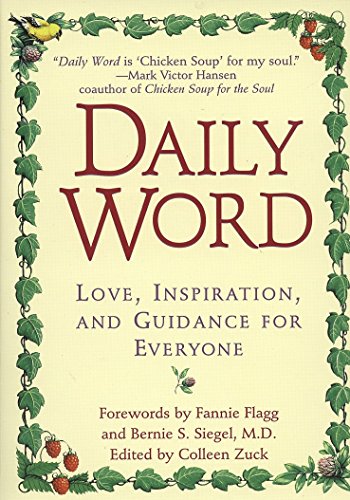 "Daily Word is 'Chicken Soup' for my soul."
—Mark Victor Hansen
coauthor of Chicken Soup for the Soul
DAILY
WORD
LOVE, INSPIRATION,
AND GUIDANCE FOR
EVERYONE
Forewords by Fannie Flagg
and Bernie S. Siegel, M.D.
Edited by Colleen Zuck